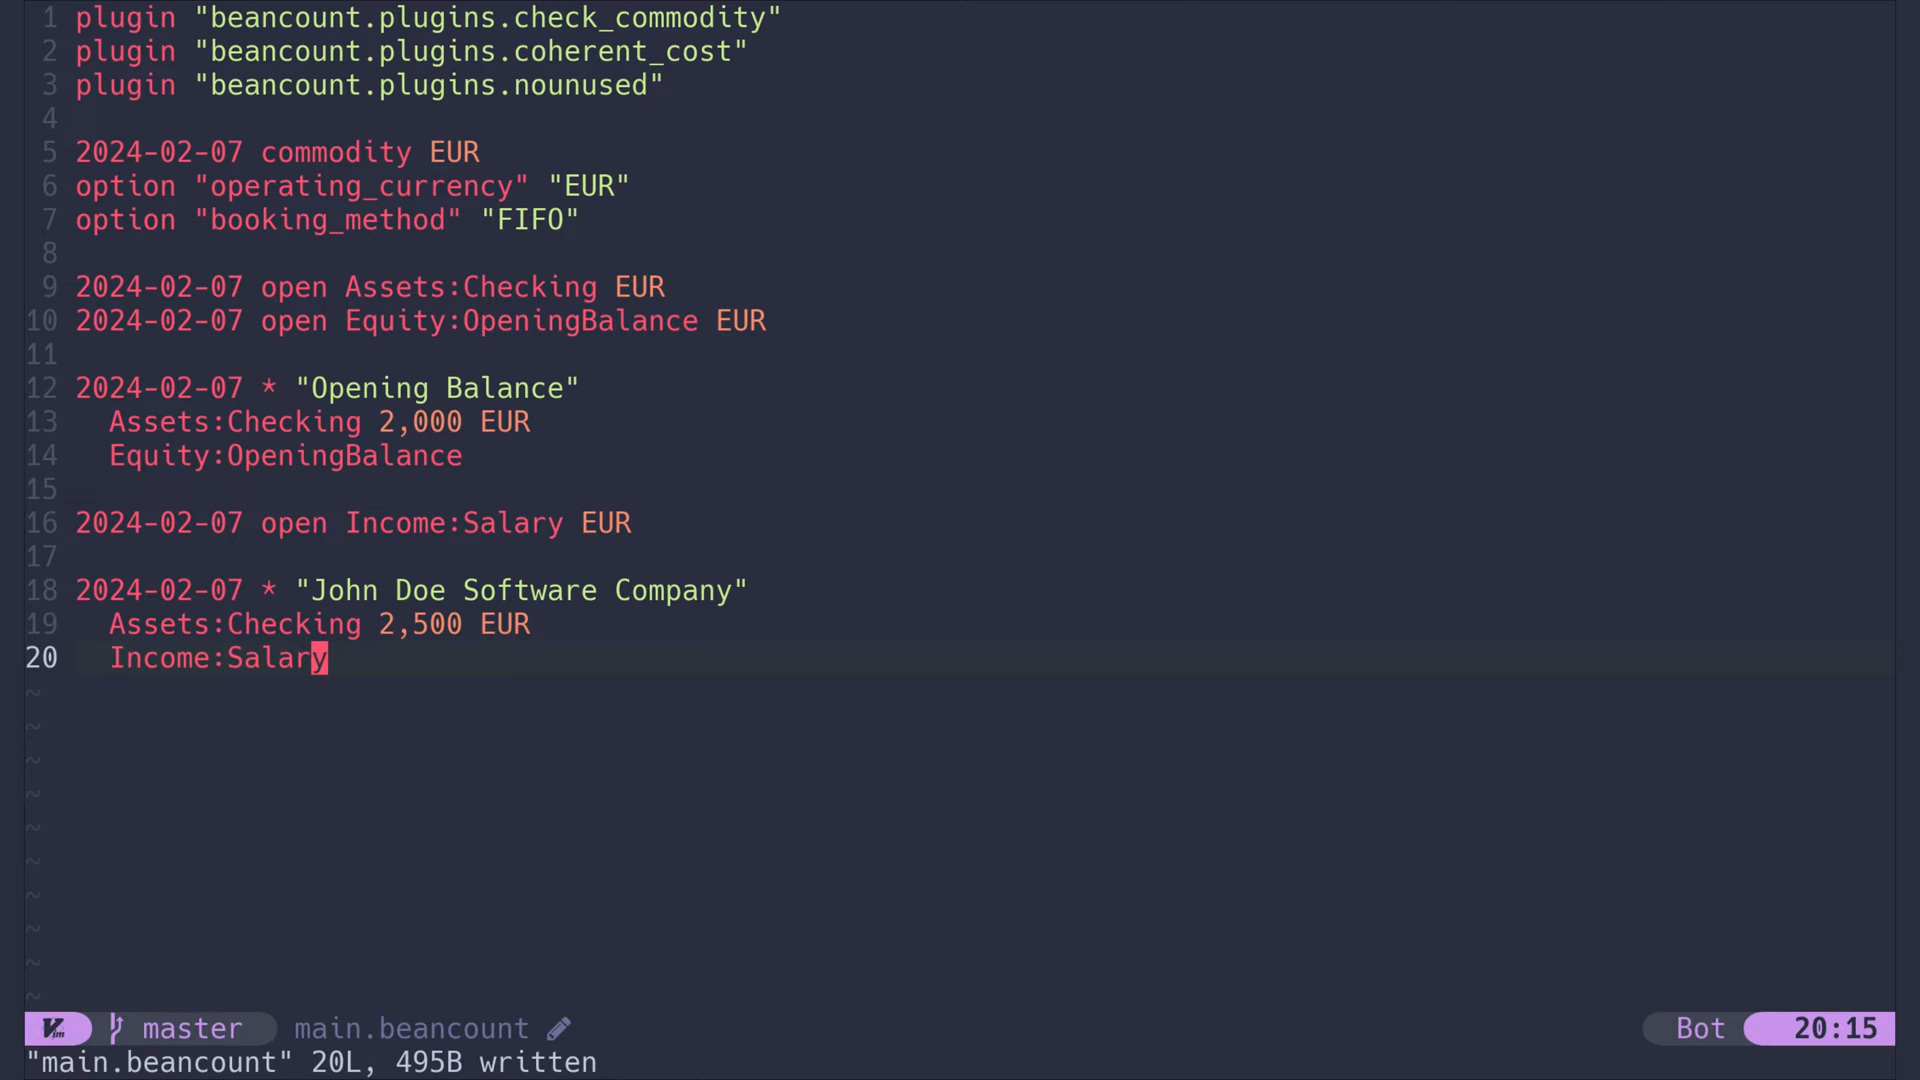 1 plugin "beancount.plugins.check_commodity"
2 plugin "beancount.plugins.coherent_cost"
3 plugin "beancount.plugins.nounused"
4
5 2024-02-07 commodity EUR
6 option "operating_currency" "EUR"
7 option "booking_method" "FIFO"
8
9 2024-02-07 open Assets:Checking EUR
10 2024-02-07 open Equity:OpeningBalance EUR
11
12 2024-02-07 * "Opening Balance"
13   Assets:Checking 2,000 EUR
14   Equity:OpeningBalance
15
16 2024-02-07 open Income:Salary EUR
17
18 2024-02-07 * "John Doe Software Company"
19   Assets:Checking 2,500 EUR
20   Income:Salary
~
~
~
~
~
~
~
~
~
~
Vim master main.beancount Bot 20:15
"main.beancount" 20L, 495B written